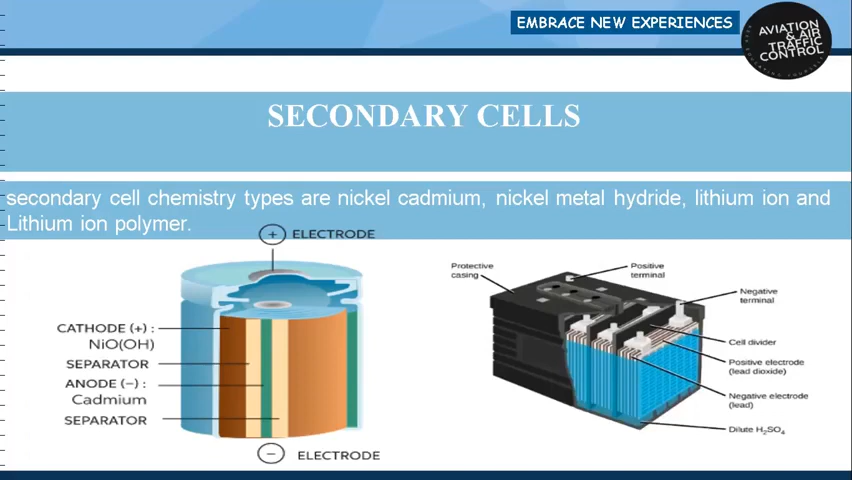 EMBRACE NEW EXPERIENCES
AVIATION
& AIR
TRAFFIC
CONTROL
SECONDARY CELLS
secondary cell chemistry types are nickel cadmium, nickel metal hydride, lithium ion and
Lithium ion polymer.
+ ELECTRODE
CATHODE (+) :
NiO(OH)
SEPARATOR
ANODE (−) :
Cadmium
SEPARATOR
− ELECTRODE
Protective
casing
Positive
terminal
Negative
terminal
Cell divider
Positive electrode
(lead dioxide)
Negative electrode
(lead)
Dilute H₂SO₄